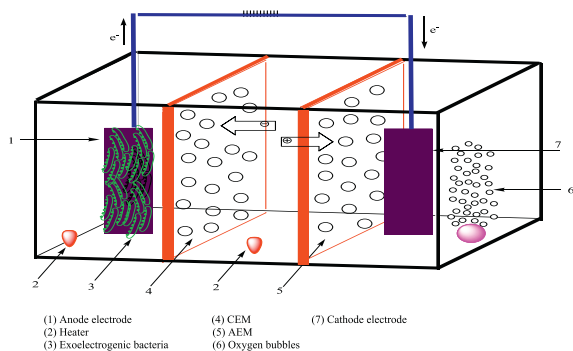 e-
e-
1
7
6
2
3
4
2
5
(1) Anode electrode (4) CEM (7) Cathode electrode
(2) Heater (5) AEM
(3) Exoelectrogenic bacteria (6) Oxygen bubbles